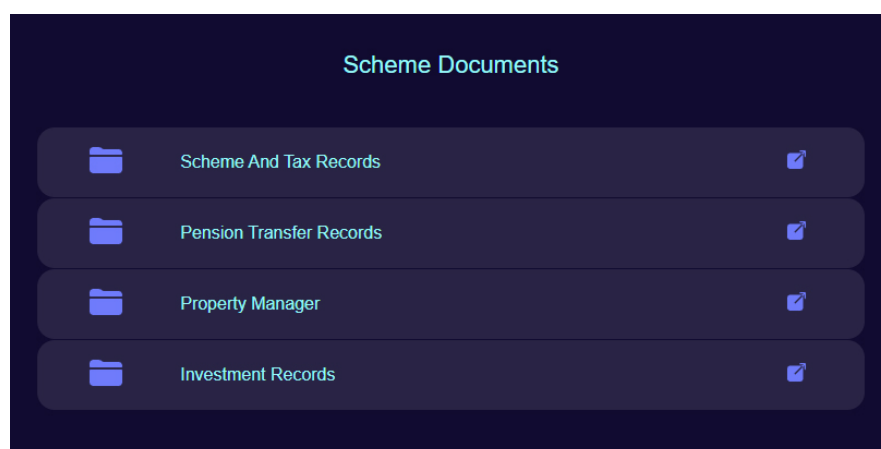 Scheme Documents
Scheme And Tax Records
Pension Transfer Records
Property Manager
Investment Records